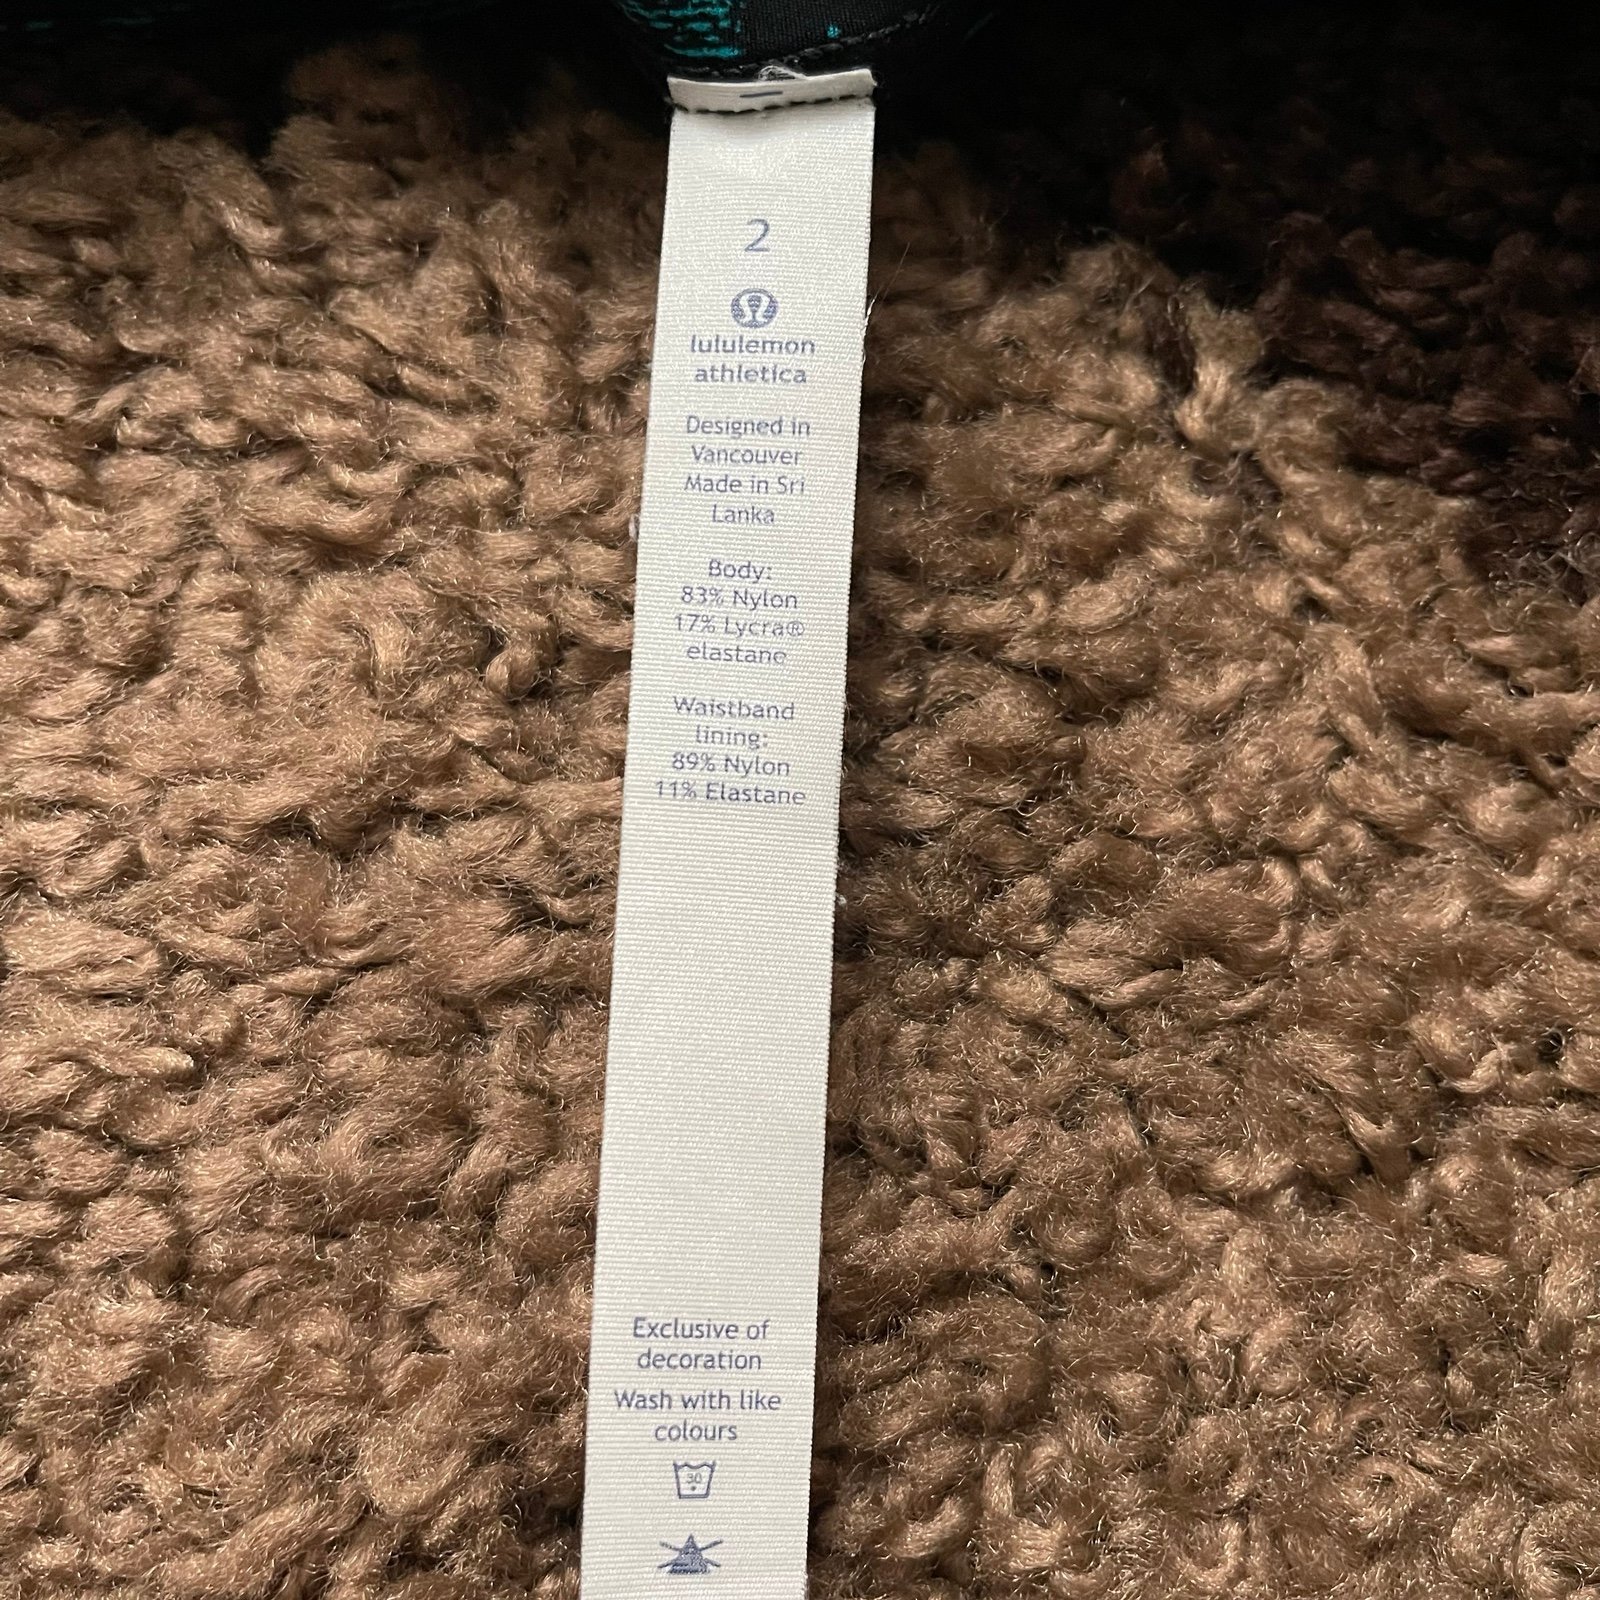 2
lululemon
athletica
Designed in
Vancouver
Made in Sri
Lanka
Body:
83% Nylon
17% Lycra®
elastane
Waistband
lining:
89% Nylon
11% Elastane
Exclusive of
decoration
Wash with like
colours
30